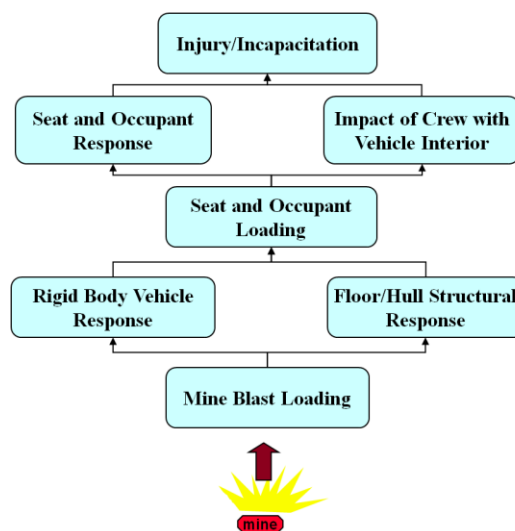 Injury/Incapacitation
Seat and Occupant
Response
Impact of Crew with
Vehicle Interior
Seat and Occupant
Loading
Rigid Body Vehicle
Response
Floor/Hull Structural
Response
Mine Blast Loading
mine